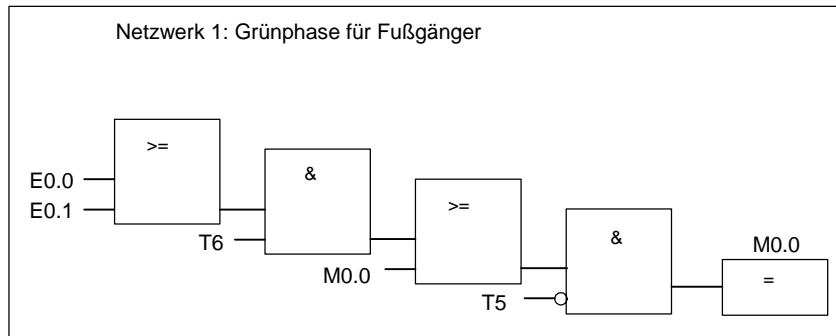 Netzwerk 1: Grünphase für Fußgänger
>=
E0.0
E0.1
&
T6
>=
M0.0
&
T5
M0.0
=